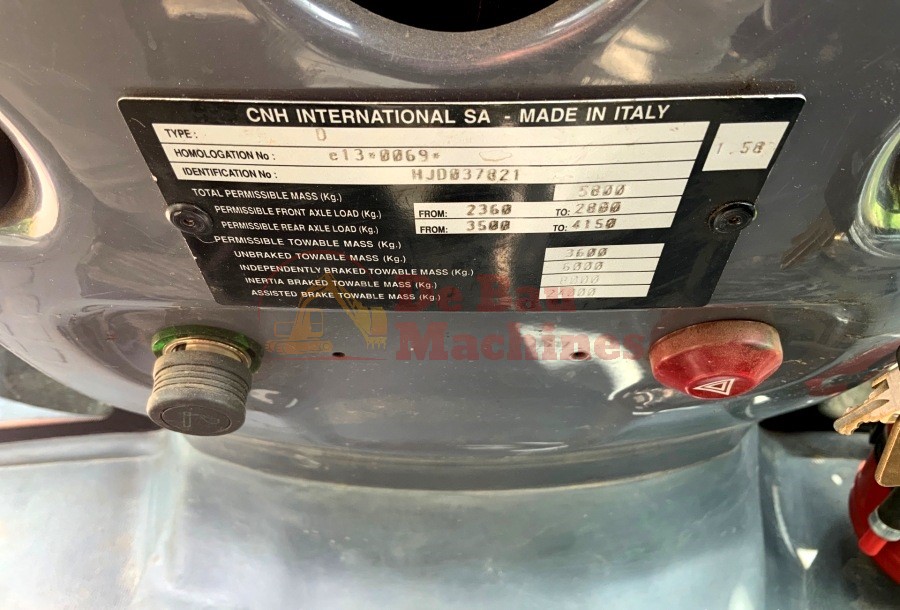 CNH INTERNATIONAL SA - MADE IN ITALY
TYPE: D
HOMOLOGATION No: e13*0069*
IDENTIFICATION No: HJD037821
1.58
TOTAL PERMISSIBLE MASS (Kg.) 5800
PERMISSIBLE FRONT AXLE LOAD (Kg.) FROM: 2360 TO: 2800
PERMISSIBLE REAR AXLE LOAD (Kg.) FROM: 3500 TO: 4150
PERMISSIBLE TOWABLE MASS (Kg.)
UNBRAKED TOWABLE MASS (Kg.) 3600
INDEPENDENTLY BRAKED TOWABLE MASS (Kg.) 6000
INERTIA BRAKED TOWABLE MASS (Kg.) 8000
ASSISTED BRAKE TOWABLE MASS (Kg.)
De Ban Machines